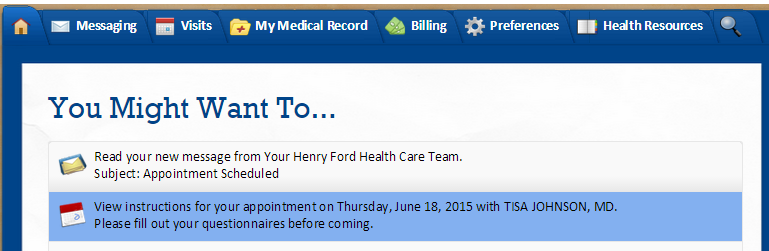 Messaging Visits My Medical Record Billing Preferences Health Resources
You Might Want To...
Read your new message from Your Henry Ford Health Care Team.
Subject: Appointment Scheduled
View instructions for your appointment on Thursday, June 18, 2015 with TISA JOHNSON, MD.
Please fill out your questionnaires before coming.